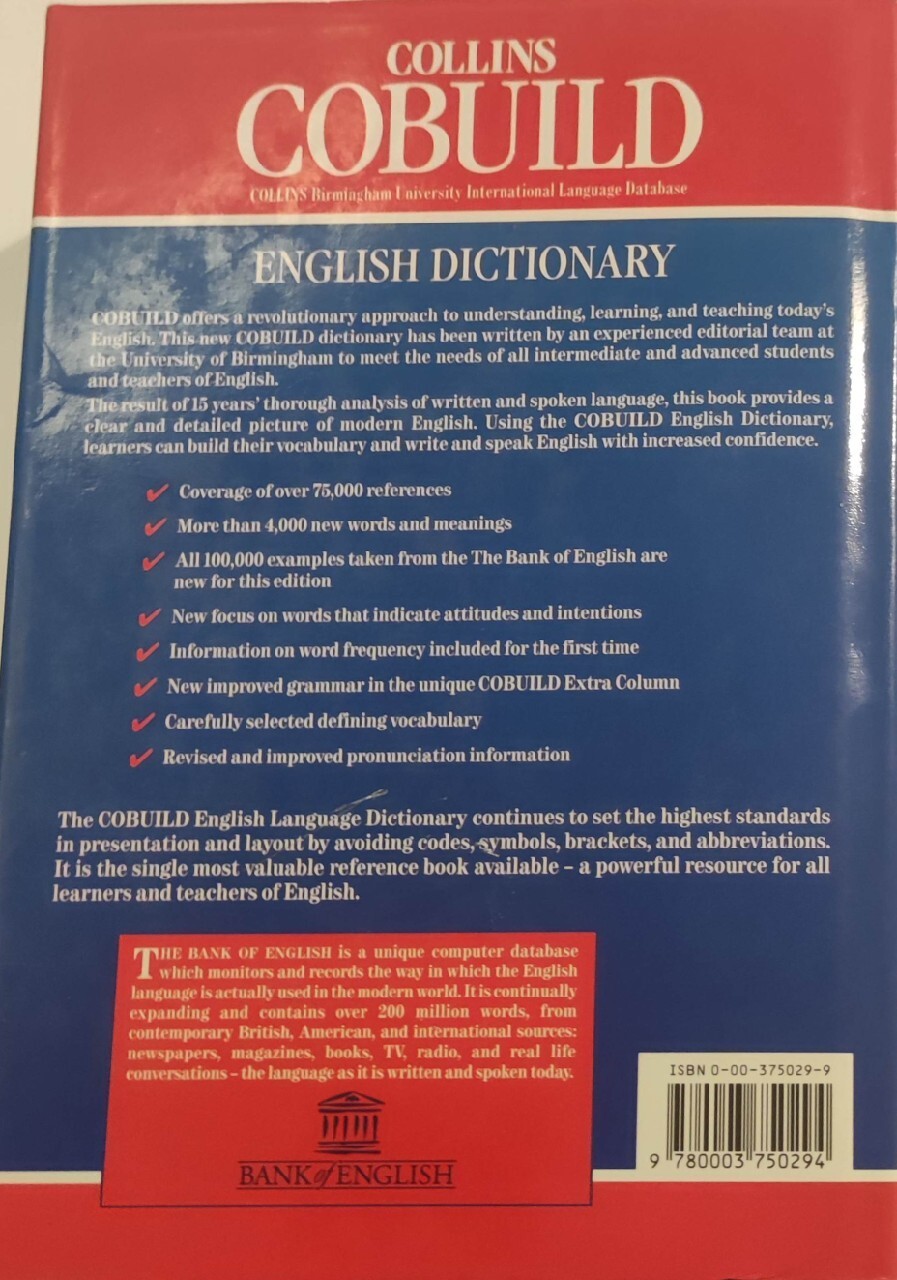 COLLINS
COBUILD
COLLINS Birmingham University International Language Database
ENGLISH DICTIONARY
COBUILD offers a revolutionary approach to understanding, learning, and teaching today's
English. This new COBUILD dictionary has been written by an experienced editorial team at
the University of Birmingham to meet the needs of all intermediate and advanced students
and teachers of English.
The result of 15 years' thorough analysis of written and spoken language, this book provides a
clear and detailed picture of modern English. Using the COBUILD English Dictionary,
learners can build their vocabulary and write and speak English with increased confidence.
✓ Coverage of over 75,000 references
✓ More than 4,000 new words and meanings
✓ All 100,000 examples taken from the The Bank of English are
new for this edition
✓ New focus on words that indicate attitudes and intentions
✓ Information on word frequency included for the first time
✓ New improved grammar in the unique COBUILD Extra Column
✓ Carefully selected defining vocabulary
✓ Revised and improved pronunciation information
The COBUILD English Language Dictionary continues to set the highest standards
in presentation and layout by avoiding codes, symbols, brackets, and abbreviations.
It is the single most valuable reference book available – a powerful resource for all
learners and teachers of English.
THE BANK OF ENGLISH is a unique computer database
which monitors and records the way in which the English
language is actually used in the modern world. It is continually
expanding and contains over 200 million words, from
contemporary British, American, and international sources:
newspapers, magazines, books, TV, radio, and real life
conversations – the language as it is written and spoken today.
BANK of ENGLISH
ISBN 0-00-375029-9
9 780003 750294